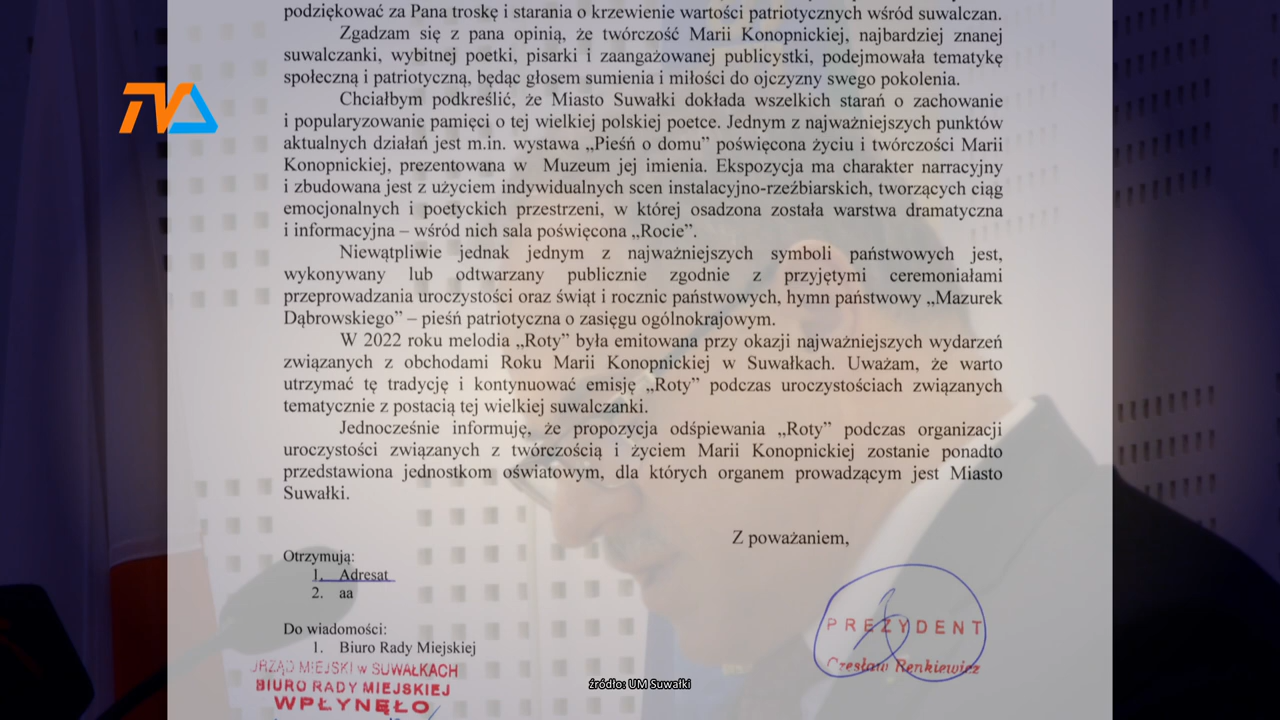 podziękować za Pana troskę i starania o krzewienie wartości patriotycznych wśród suwalczan.
Zgadzam się z pana opinią, że twórczość Marii Konopnickiej, najbardziej znanej
suwalczanki, wybitnej poetki, pisarki i zaangażowanej publicystki, podejmowała tematykę
społeczną i patriotyczną, będąc głosem sumienia i miłości do ojczyzny swego pokolenia.
Chciałbym podkreślić, że Miasto Suwałki dokłada wszelkich starań o zachowanie
i popularyzowanie pamięci o tej wielkiej polskiej poetce. Jednym z najważniejszych punktów
aktualnych działań jest m.in. wystawa „Pieśń o domu” poświęcona życiu i twórczości Marii
Konopnickiej, prezentowana w Muzeum jej imienia. Ekspozycja ma charakter narracyjny
i zbudowana jest z użyciem indywidualnych scen instalacyjno-rzeźbiarskich, tworzących ciąg
emocjonalnych i poetyckich przestrzeni, w której osadzona została warstwa dramatyczna
i informacyjna – wśród nich sala poświęcona „Rocie”.
Niewątpliwie jednak jednym z najważniejszych symboli państwowych jest,
wykonywany lub odtwarzany publicznie zgodnie z przyjętymi ceremoniałami
przeprowadzania uroczystości oraz świąt i rocznic państwowych, hymn państwowy „Mazurek
Dąbrowskiego” – pieśń patriotyczna o zasięgu ogólnokrajowym.
W 2022 roku melodia „Roty” była emitowana przy okazji najważniejszych wydarzeń
związanych z obchodami Roku Marii Konopnickiej w Suwałkach. Uważam, że warto
utrzymać tę tradycję i kontynuować emisję „Roty” podczas uroczystościach związanych
tematycznie z postacią tej wielkiej suwalczanki.
Jednocześnie informuję, że propozycja odśpiewania „Roty” podczas organizacji
uroczystości związanych z twórczością i życiem Marii Konopnickiej zostanie ponadto
przedstawiona jednostkom oświatowym, dla których organem prowadzącym jest Miasto
Suwałki.
Z poważaniem,
Otrzymują:
1. Adresat
2. aa
Do wiadomości:
1. Biuro Rady Miejskiej
PREZYDENT
Czesław Renkiewicz
URZĄD MIEJSKI w SUWAŁKACH
BIURO RADY MIEJSKIEJ
WPŁYNĘŁO
źródło: UM Suwałki